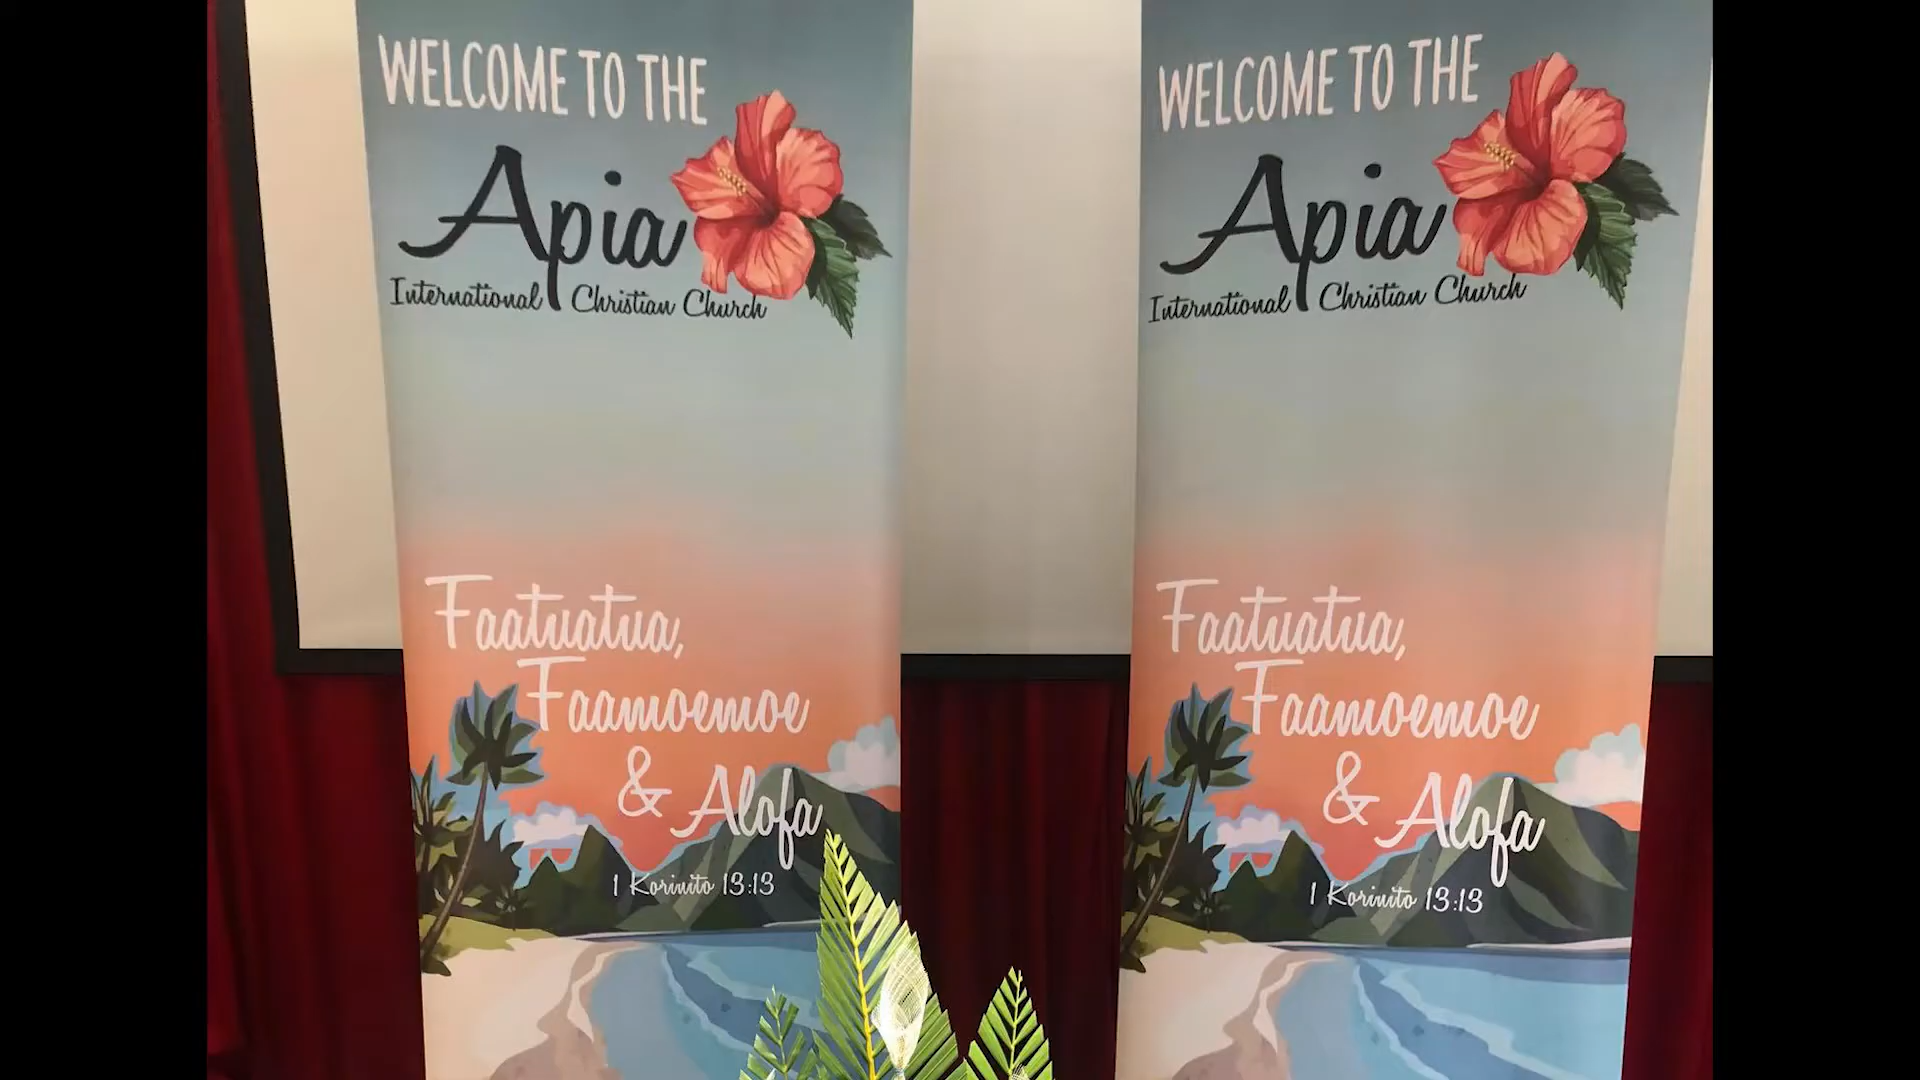 WELCOME TO THE
Apia
International Christian Church
Faatuatua,
Faamoemoe
& Alofa
1 Korinito 13:13
WELCOME TO THE
Apia
International Christian Church
Faatuatua,
Faamoemoe
& Alofa
1 Korinito 13:13